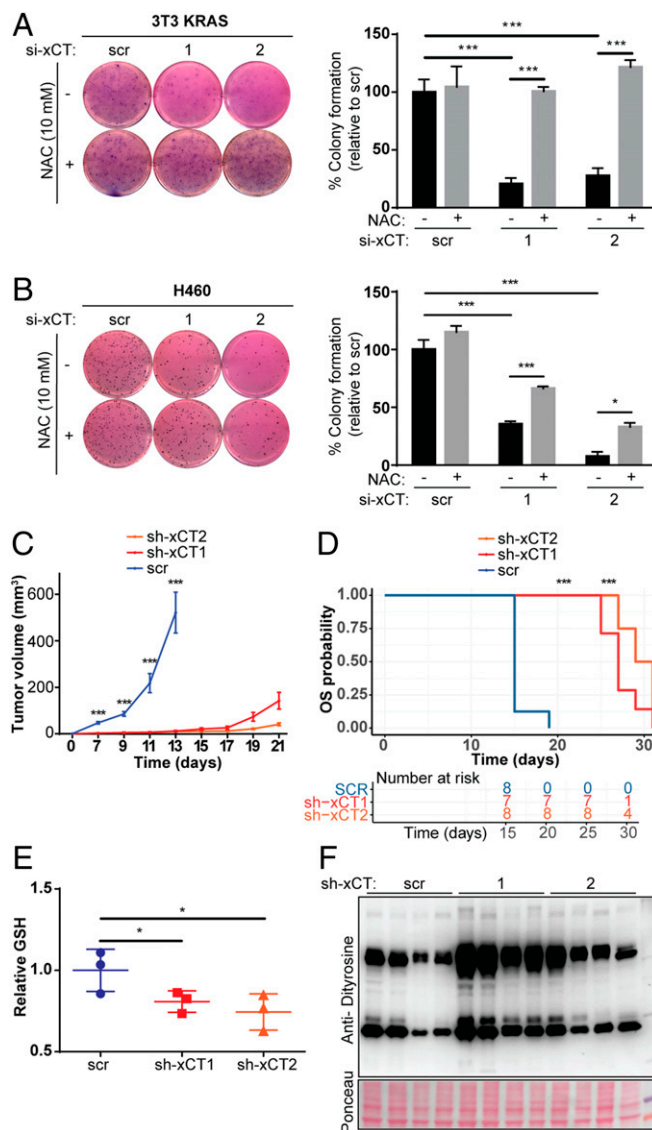 A
3T3 KRAS
si-xCT: scr 1 2
NAC (10 mM)
-
+
% Colony formation
(relative to scr)
150
100
50
0
***
***
***
***
NAC: - + - + - +
si-xCT: scr 1 2
B
H460
si-xCT: scr 1 2
NAC (10 mM)
-
+
% Colony formation
(relative to scr)
150
100
50
0
***
***
***
*
NAC: - + - + - +
si-xCT: scr 1 2
C
sh-xCT2
sh-xCT1
scr
Tumor volume (mm³)
600
400
200
0
***
***
***
***
0 7 9 11 13 15 17 19 21
Time (days)
D
sh-xCT2
sh-xCT1
scr
OS probability
1.00
0.75
0.50
0.25
0.00
*** ***
0 10 20 30
Time (days)
Number at risk
SCR 8 0 0 0
sh-xCT1 7 7 7 1
sh-xCT2 8 8 8 4
Time (days) 15 20 25 30
E
Relative GSH
1.5
1.0
0.5
*
*
scr sh-xCT1 sh-xCT2
F
sh-xCT: scr 1 2
Anti- Dityrosine
Ponceau